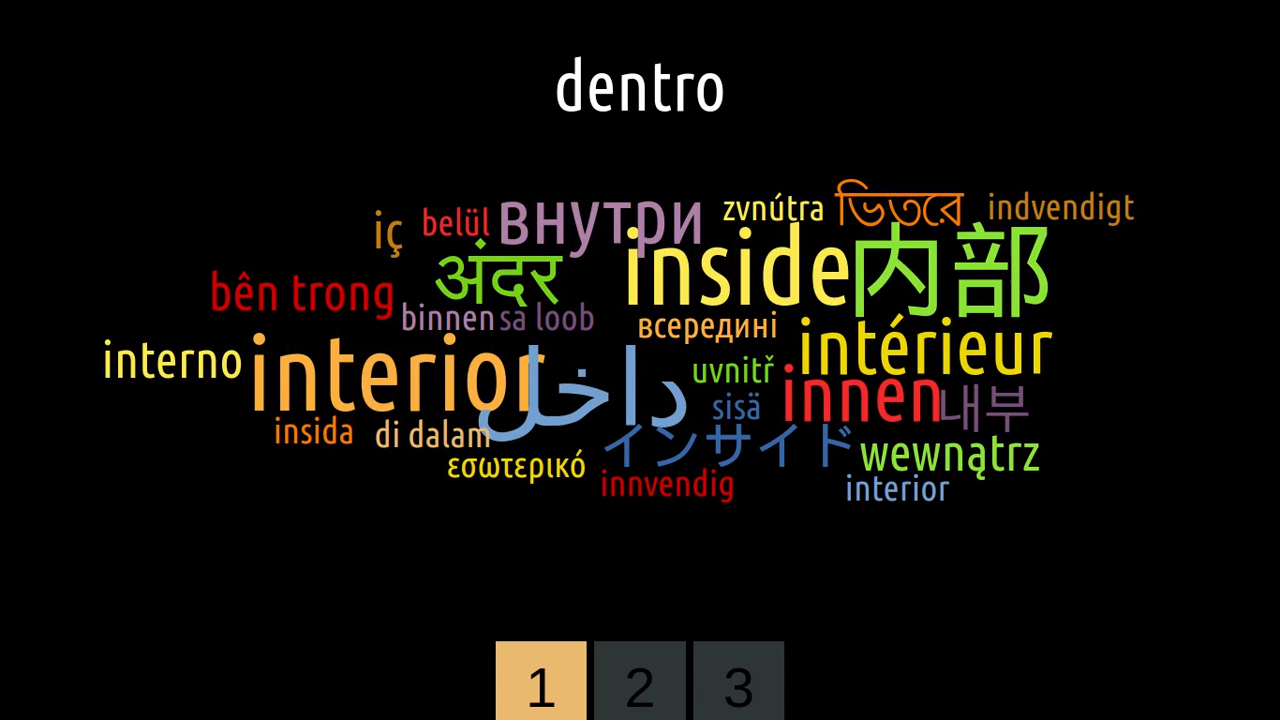 dentro
iç belül внутри zvnútra ভিতরে indvendigt
bên trong अंदर inside 内部
binnen sa loob всередині intérieur
interno interior داخل uvnitř innen 내부
insida di dalam sisä インサイド wewnątrz
εσωτερικό innvendig interior
1 2 3